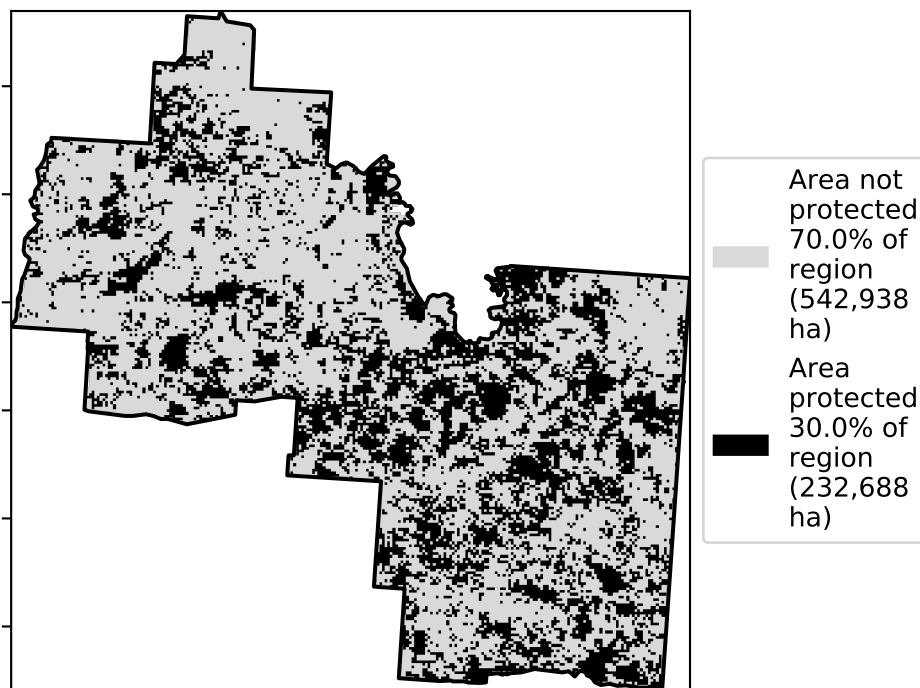 Area not
protected
70.0% of
region
(542,938
ha)
Area
protected
30.0% of
region
(232,688
ha)